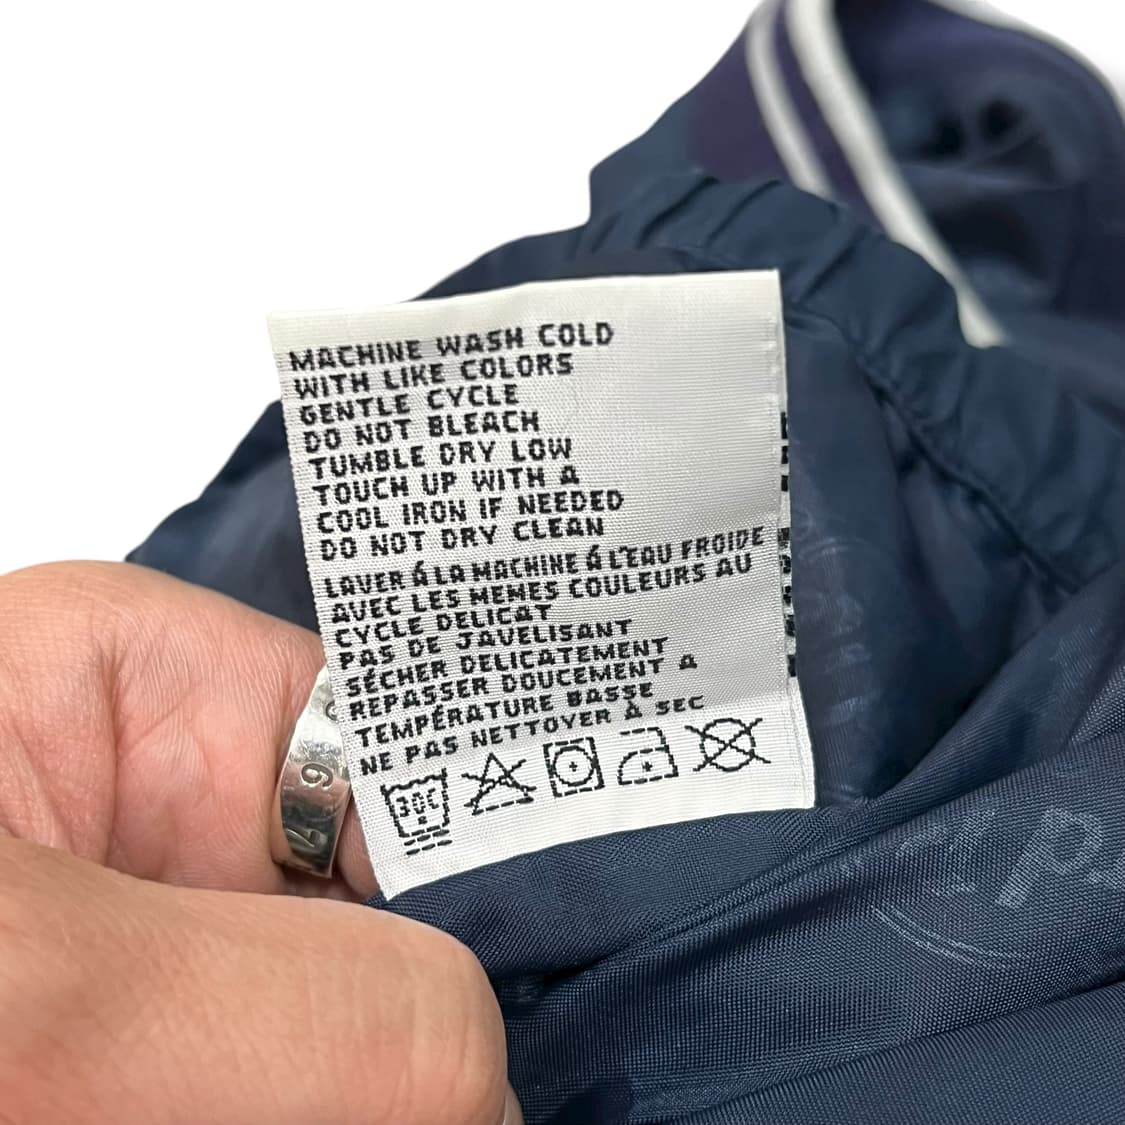 MACHINE WASH COLD
WITH LIKE COLORS
GENTLE CYCLE
DO NOT BLEACH
TUMBLE DRY LOW
TOUCH UP WITH A
COOL IRON IF NEEDED
DO NOT DRY CLEAN
LAVER Á LA MACHINE Á L'EAU FROIDE
AVEC LES MEMES COULEURS AU
CYCLE DELICAT
PAS DE JAVELISANT
SÉCHER DELICATEMENT
REPASSER DOUCEMENT A
TEMPÉRATURE BASSE
NE PAS NETTOYER À SEC
30C